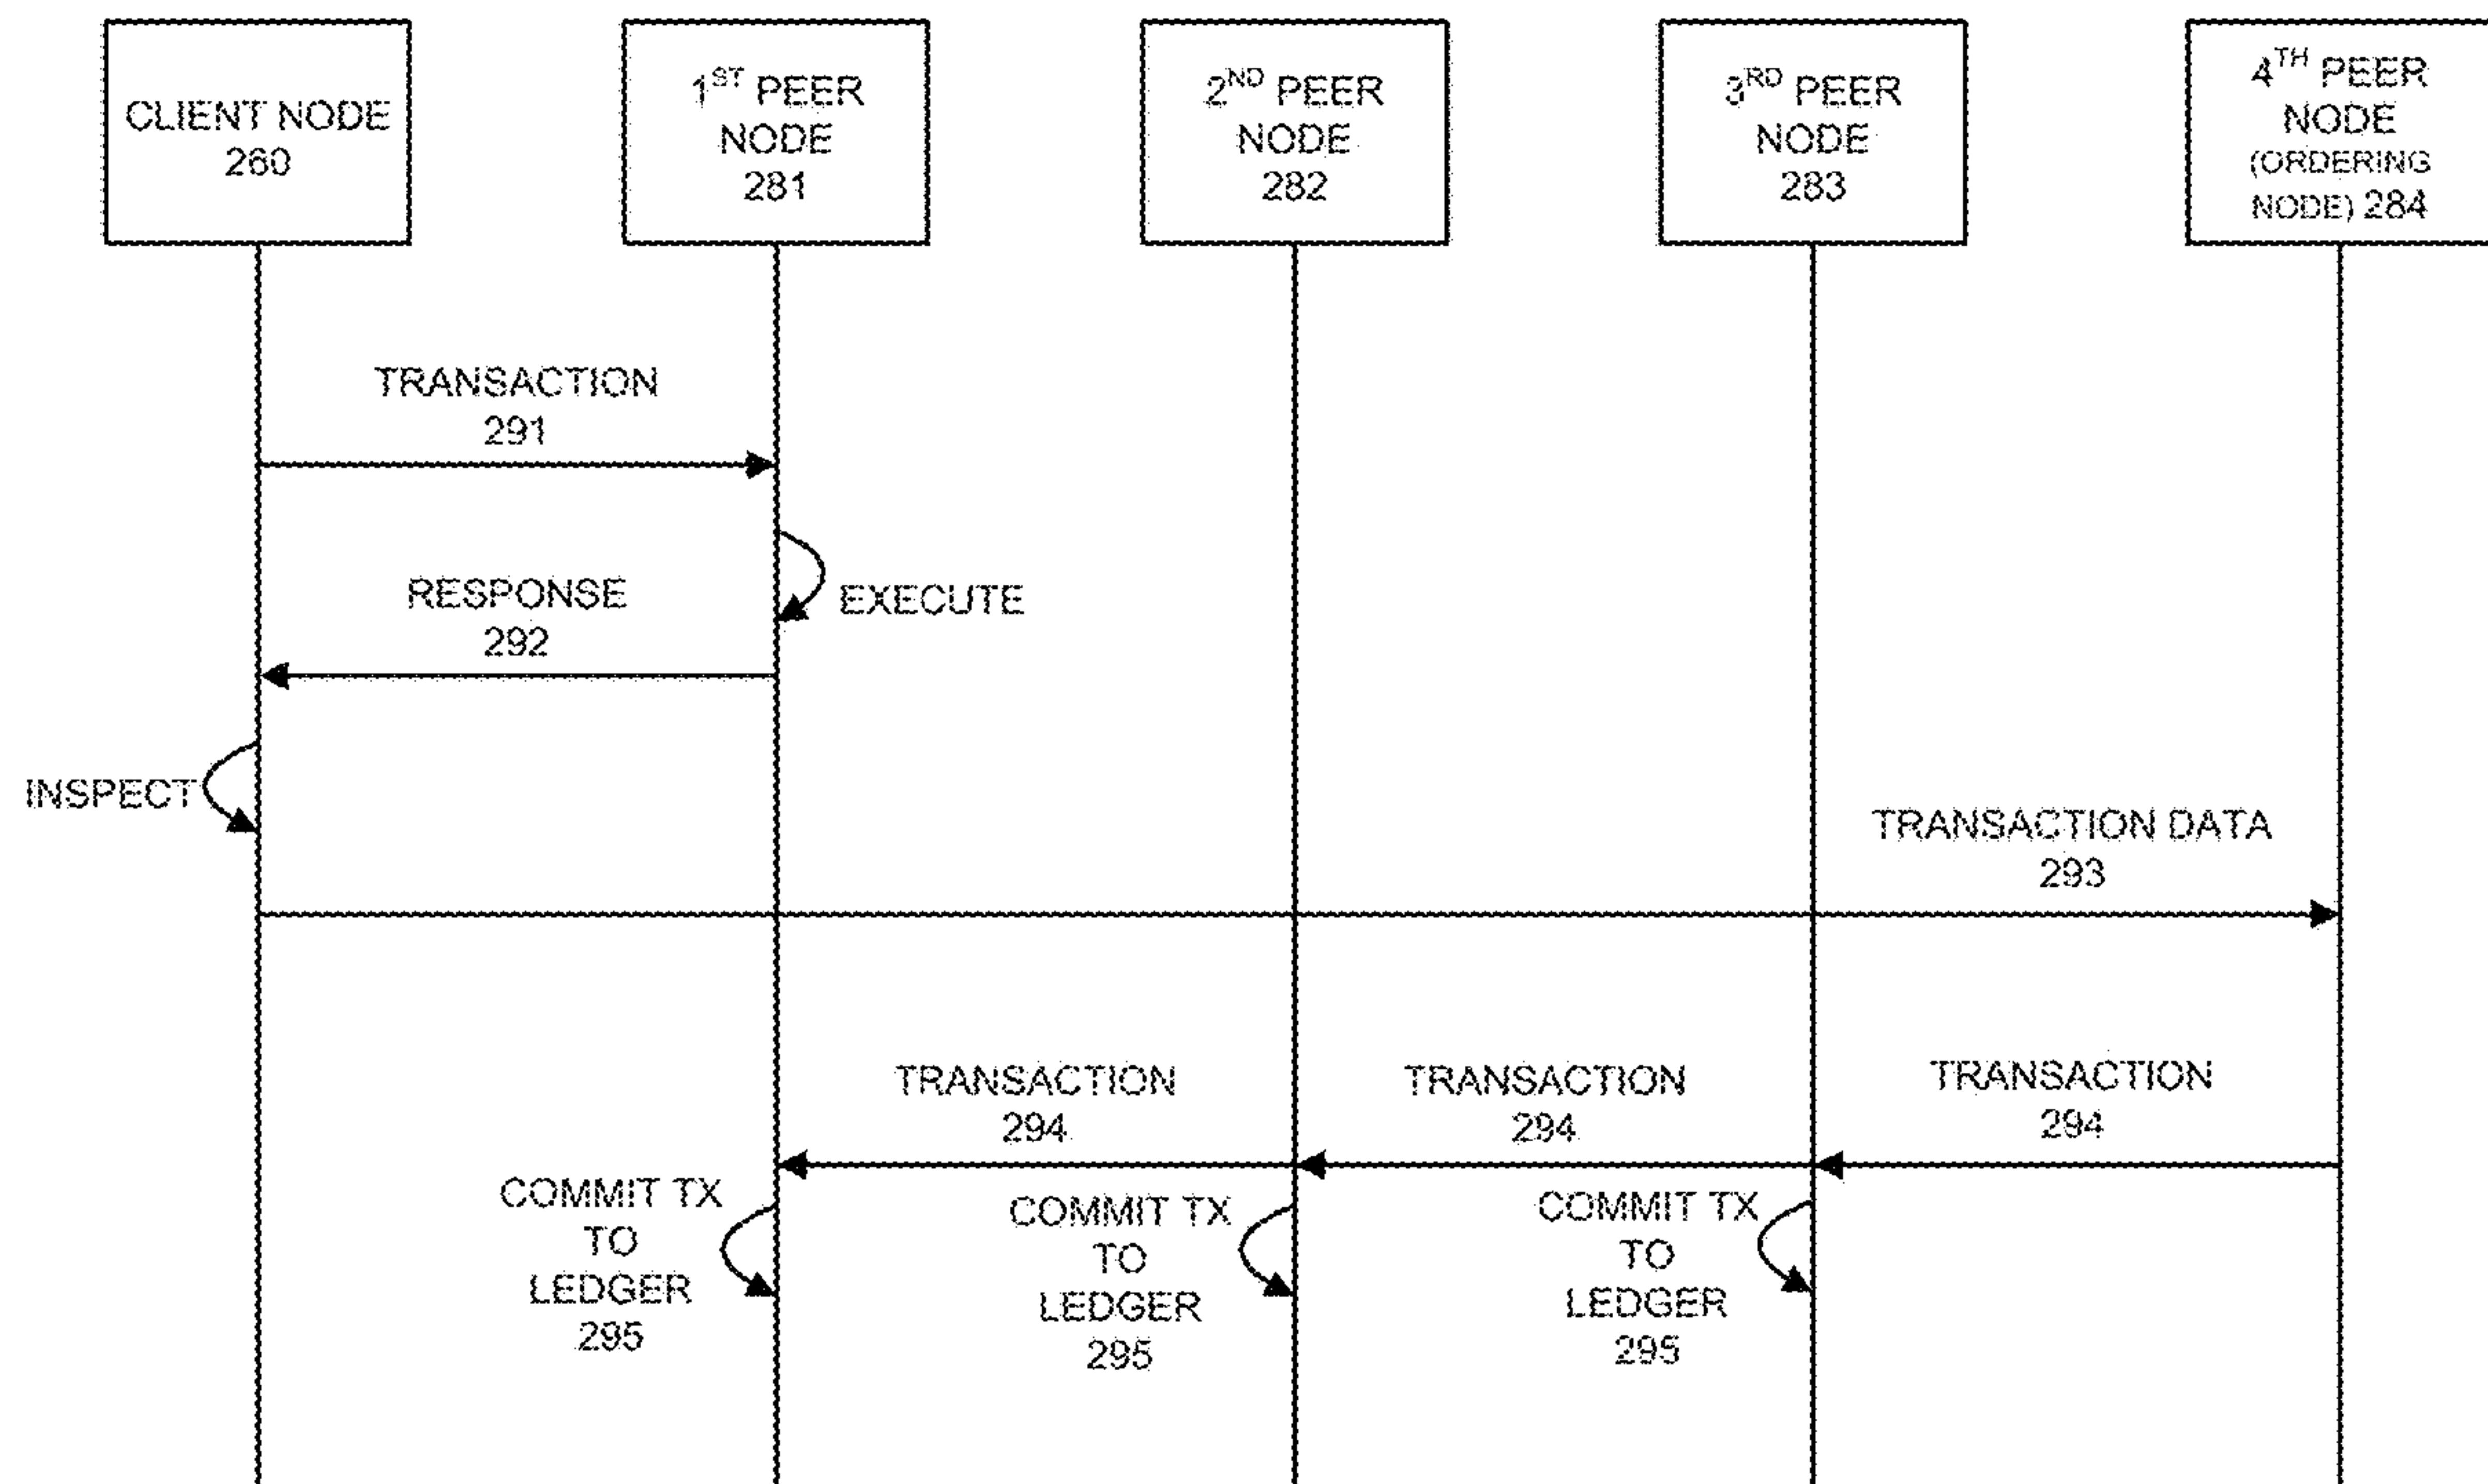 CLIENT NODE
260
1ST PEER
NODE
281
2ND PEER
NODE
282
3RD PEER
NODE
283
4TH PEER
NODE
(ORDERING
NODE) 284
TRANSACTION
291
EXECUTE
RESPONSE
292
INSPECT
TRANSACTION DATA
293
TRANSACTION
294
TRANSACTION
294
TRANSACTION
294
COMMIT TX
TO
LEDGER
295
COMMIT TX
TO
LEDGER
295
COMMIT TX
TO
LEDGER
295